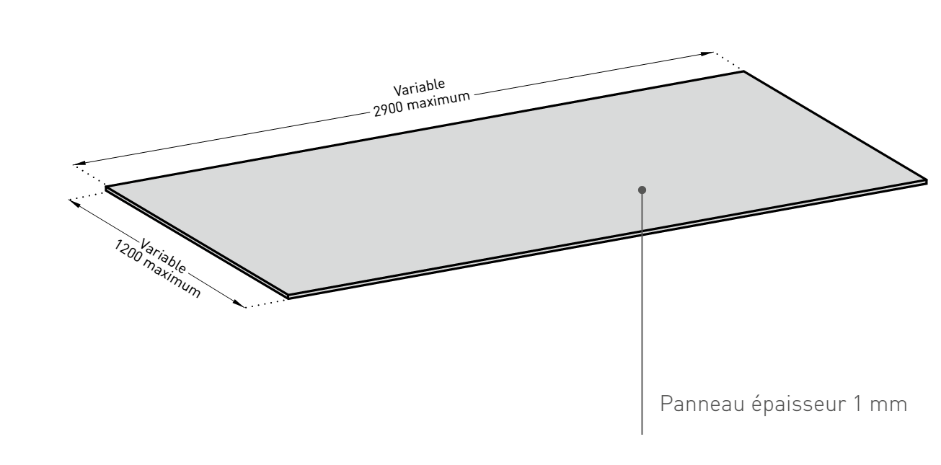 Variable
2900 maximum
Variable
1200 maximum
Panneau épaisseur 1 mm